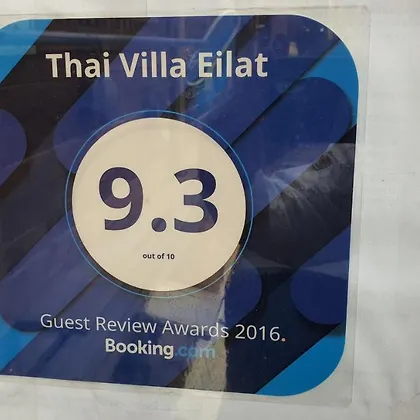 Thai Villa Eilat
9.3
out of 10
Guest Review Awards 2016.
Booking.com